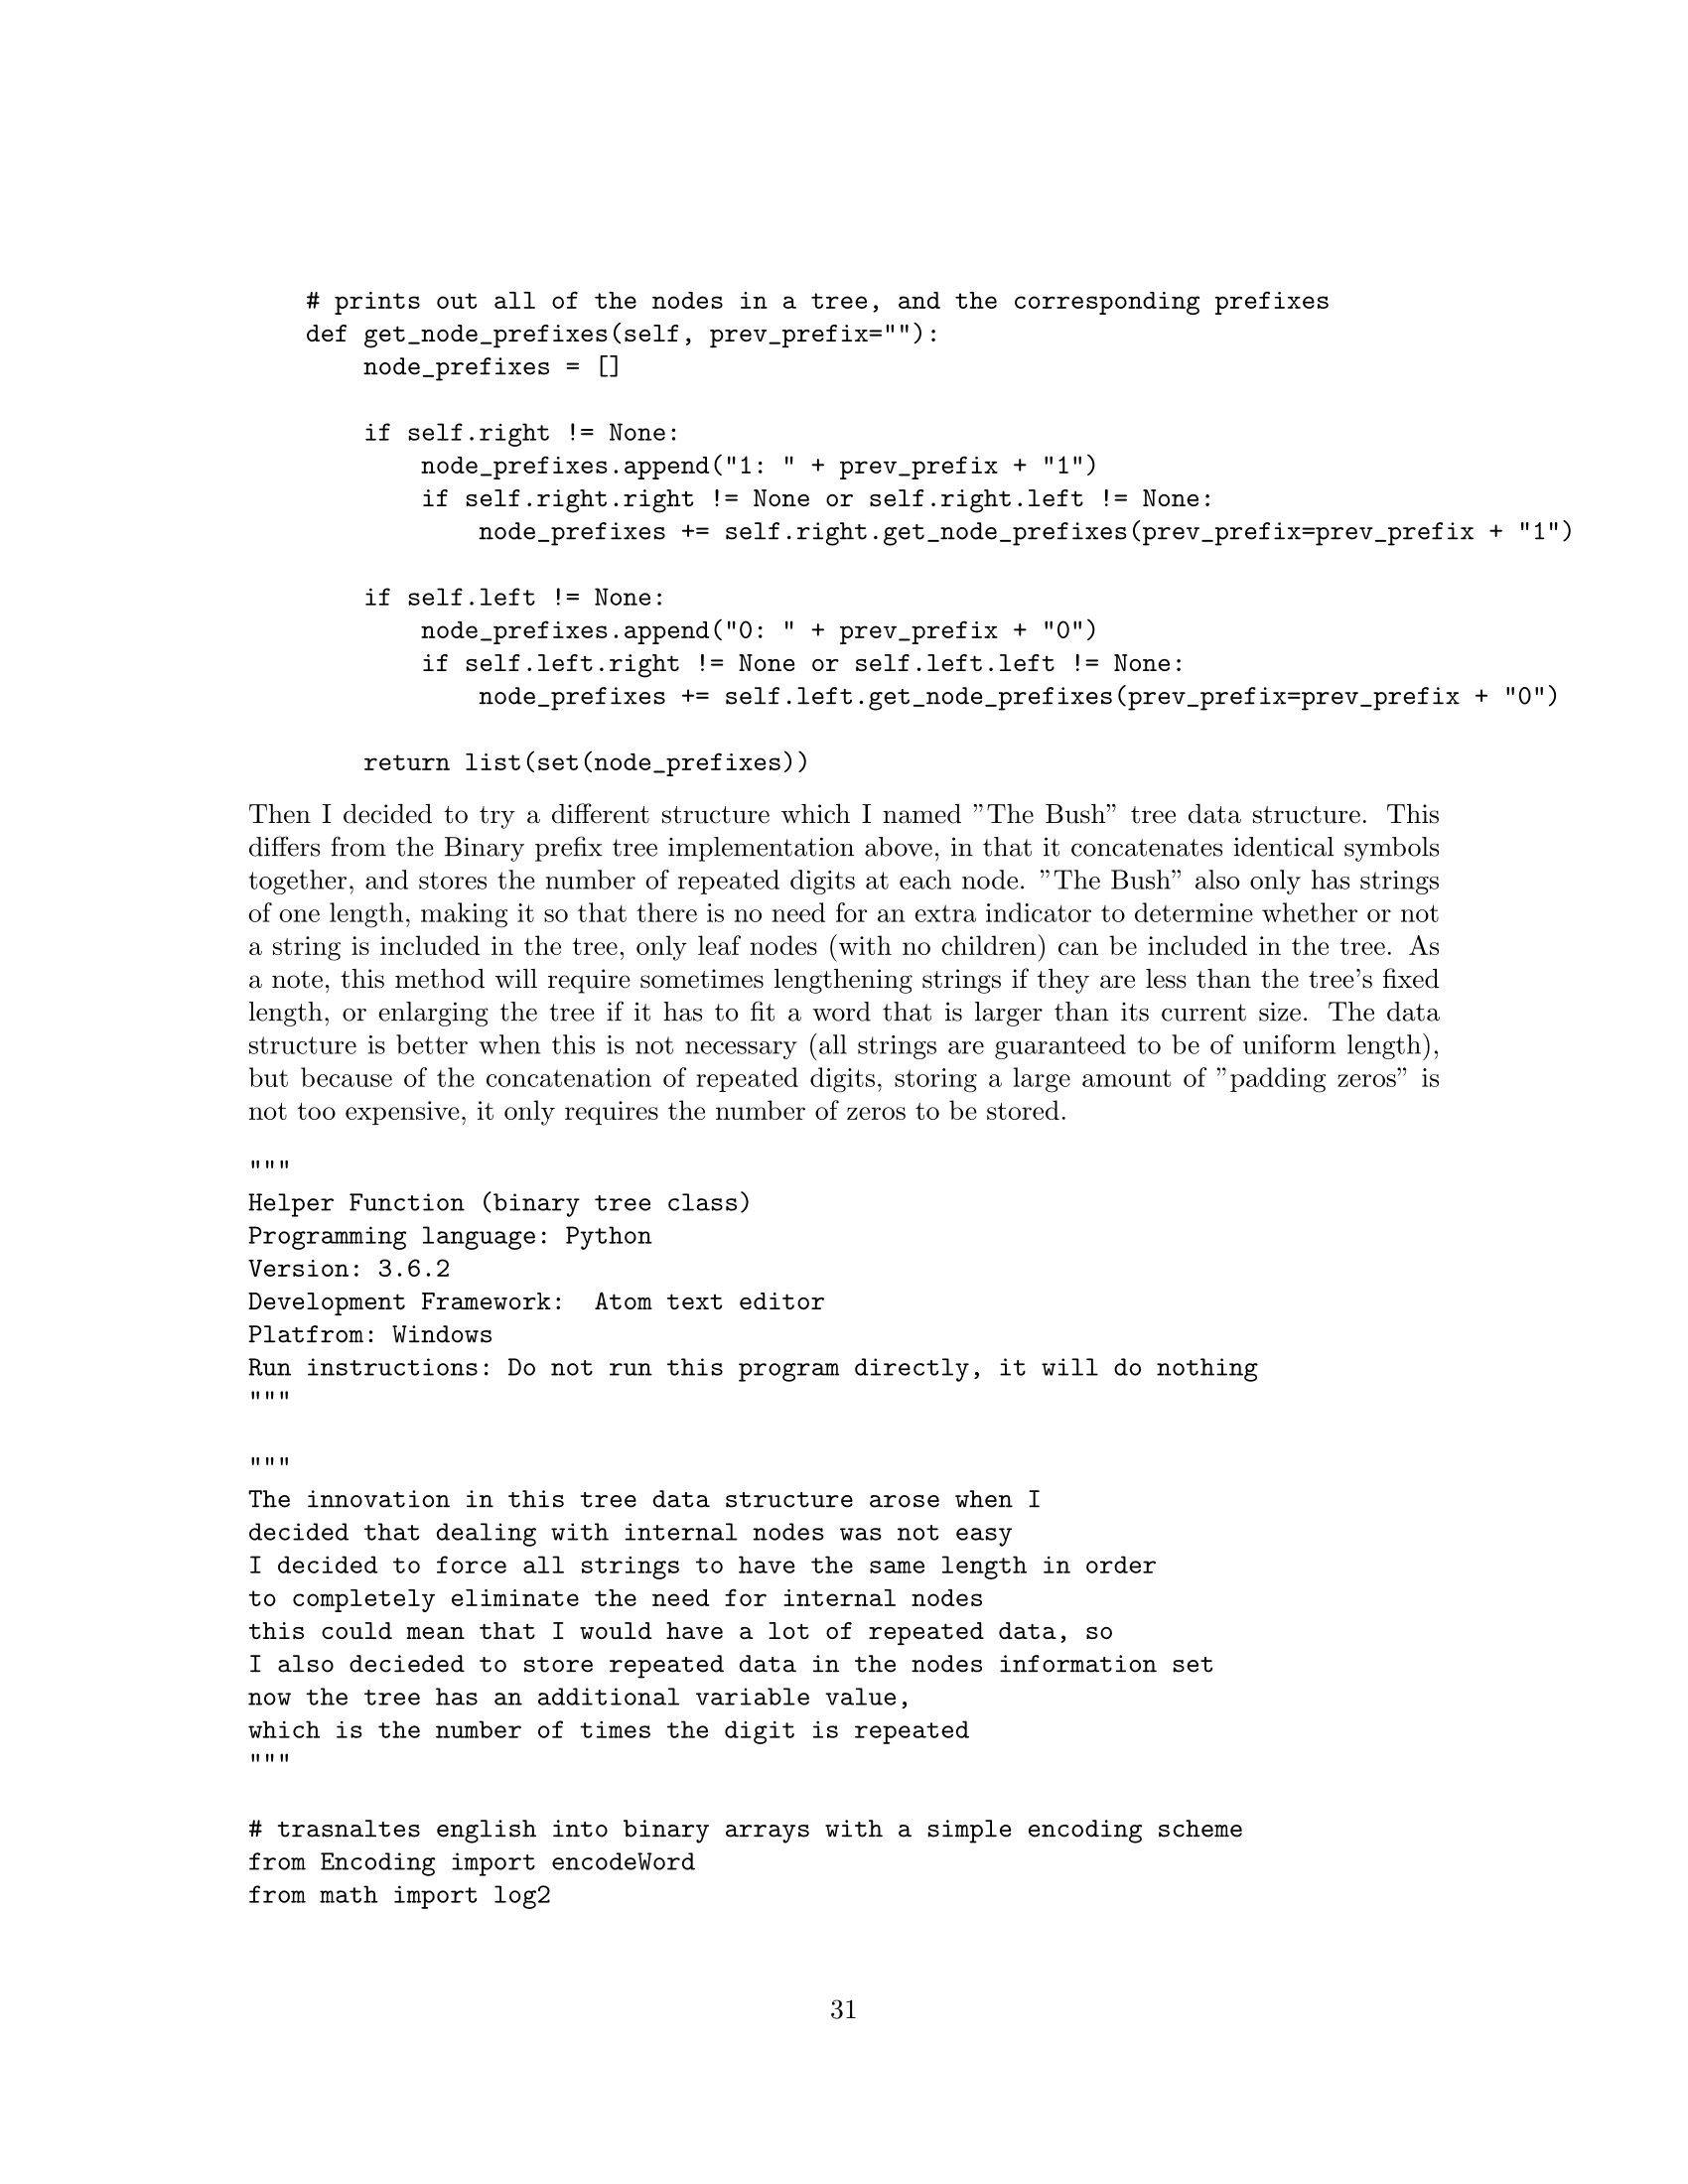 # prints out all of the nodes in a tree, and the corresponding prefixes
def get_node_prefixes(self, prev_prefix=""):
node_prefixes = []
if self.right != None:
node_prefixes.append("1: " + prev_prefix + "1")
if self.right.right != None or self.right.left != None:
node_prefixes += self.right.get_node_prefixes(prev_prefix=prev_prefix + "1")
if self.left != None:
node_prefixes.append("0: " + prev_prefix + "0")
if self.left.right != None or self.left.left != None:
node_prefixes += self.left.get_node_prefixes(prev_prefix=prev_prefix + "0")
return list(set(node_prefixes))
Then I decided to try a different structure which I named ”The Bush” tree data structure. This
differs from the Binary prefix tree implementation above, in that it concatenates identical symbols
together, and stores the number of repeated digits at each node. ”The Bush” also only has strings
of one length, making it so that there is no need for an extra indicator to determine whether or not
a string is included in the tree, only leaf nodes (with no children) can be included in the tree. As
a note, this method will require sometimes lengthening strings if they are less than the tree’s fixed
length, or enlarging the tree if it has to fit a word that is larger than its current size. The data
structure is better when this is not necessary (all strings are guaranteed to be of uniform length),
but because of the concatenation of repeated digits, storing a large amount of ”padding zeros” is
not too expensive, it only requires the number of zeros to be stored.
"""
Helper Function (binary tree class)
Programming language: Python
Version: 3.6.2
Development Framework:  Atom text editor
Platfrom: Windows
Run instructions: Do not run this program directly, it will do nothing
"""
"""
The innovation in this tree data structure arose when I
decided that dealing with internal nodes was not easy
I decided to force all strings to have the same length in order
to completely eliminate the need for internal nodes
this could mean that I would have a lot of repeated data, so
I also decieded to store repeated data in the nodes information set
now the tree has an additional variable value,
which is the number of times the digit is repeated
"""
# trasnaltes english into binary arrays with a simple encoding scheme
from Encoding import encodeWord
from math import log2
31